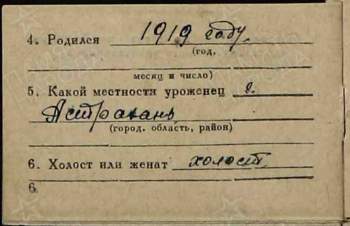 4. Родился 1919 году.
(год,
месяц и число)
5. Какой местности уроженец г.
Астрахань
(город, область, район)
6. Холост или женат холост
6.